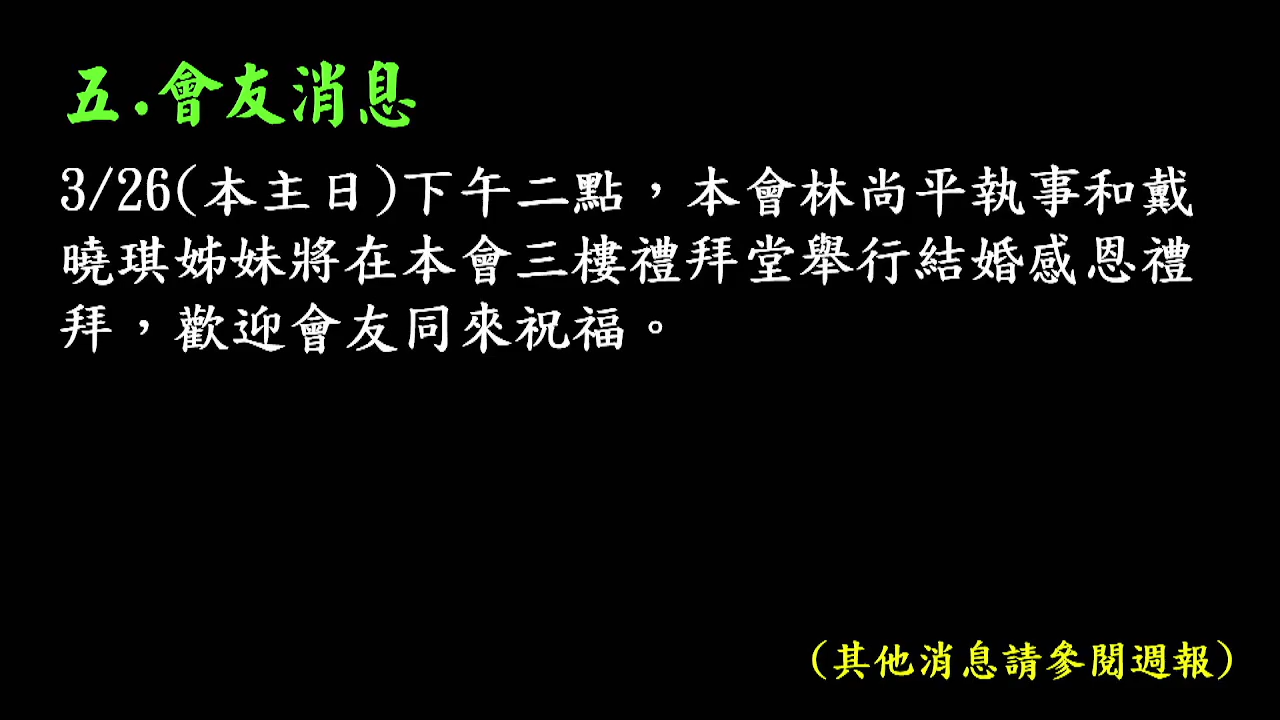 五.會友消息
3/26(本主日)下午二點，本會林尚平執事和戴
曉琪姊妹將在本會三樓禮拜堂舉行結婚感恩禮
拜，歡迎會友同來祝福。
(其他消息請參閱週報)